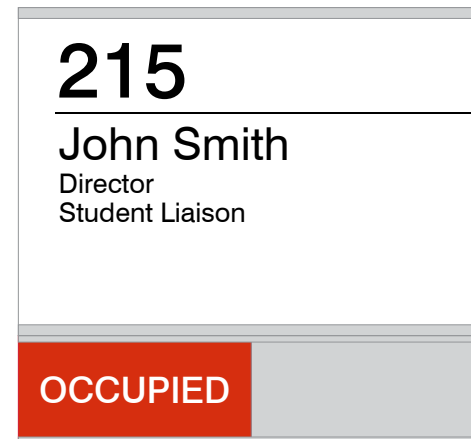 215
John Smith
Director
Student Liaison
OCCUPIED